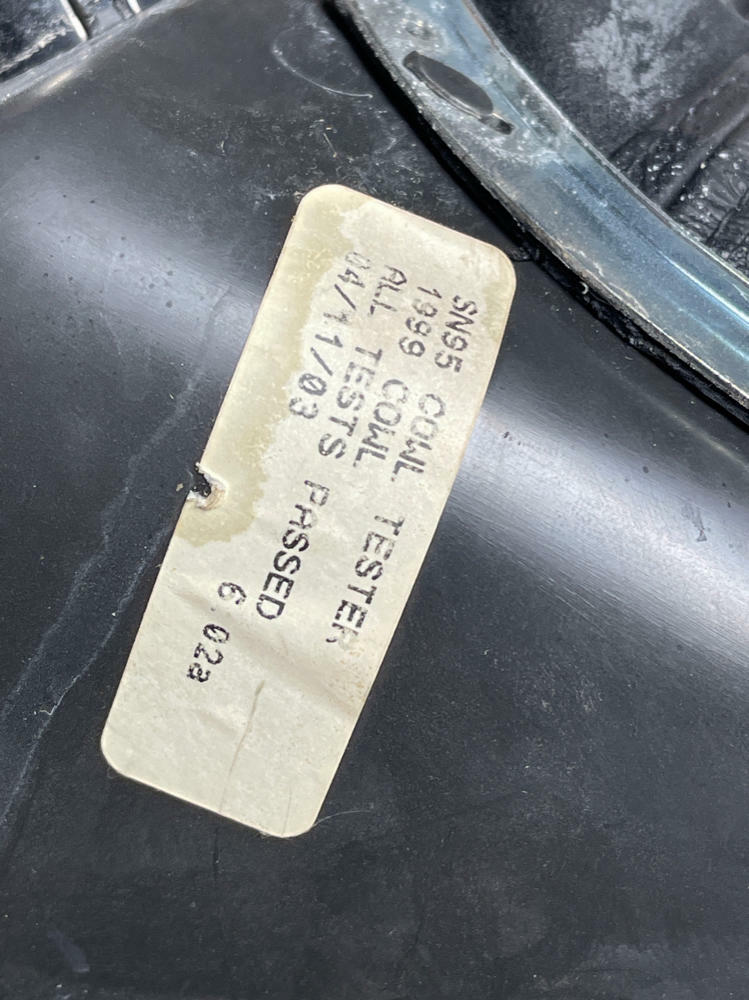 SN95 COWL TESTER
1999 COWL
ALL TESTS PASSED
04/11/03 6.02a